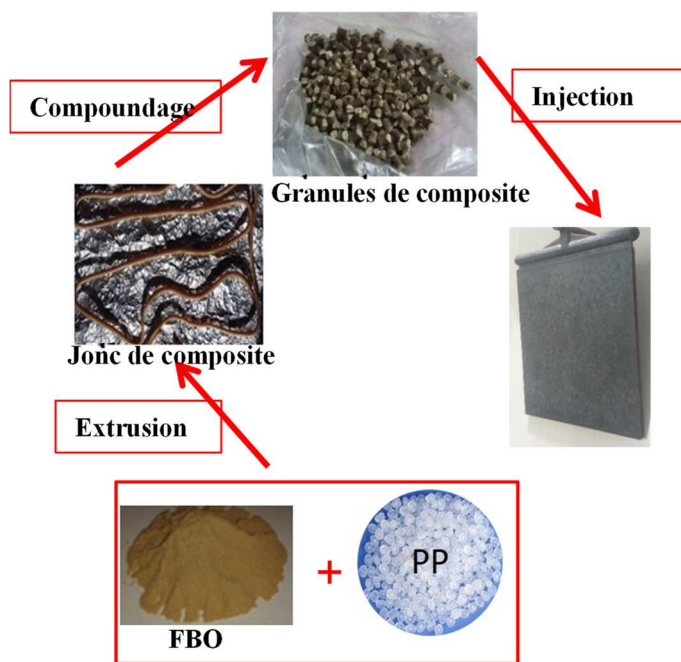 Compoundage
Injection
Granules de composite
Jonc de composite
Extrusion
+
PP
FBO